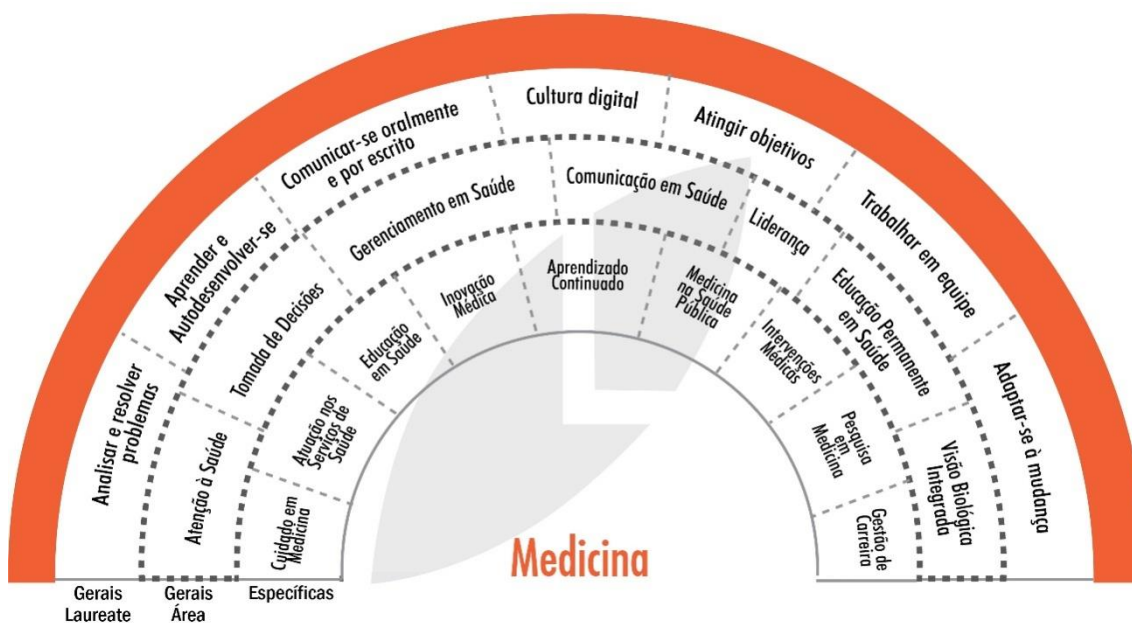 Analisar e resolver
problemas
Aprender e
Autodesenvolver-se
Comunicar-se oralmente
e por escrito
Cultura digital
Atingir objetivos
Trabalhar em equipe
Adaptar-se à mudança
Atenção à Saúde
Tomada de Decisões
Gerenciamento em Saúde
Comunicação em Saúde
Liderança
Educação Permanente
em Saúde
Visão Biológica
Integrada
Cuidado em
Medicina
Atuação nos
Serviços de
Saúde
Educação
em Saúde
Inovação
Médica
Aprendizado
Continuado
Medicina
na Saúde
Pública
Intervenções
Médicas
Pesquisa
em
Medicina
Gestão de
Carreira
Medicina
Gerais
Laureate
Gerais
Área
Específicas